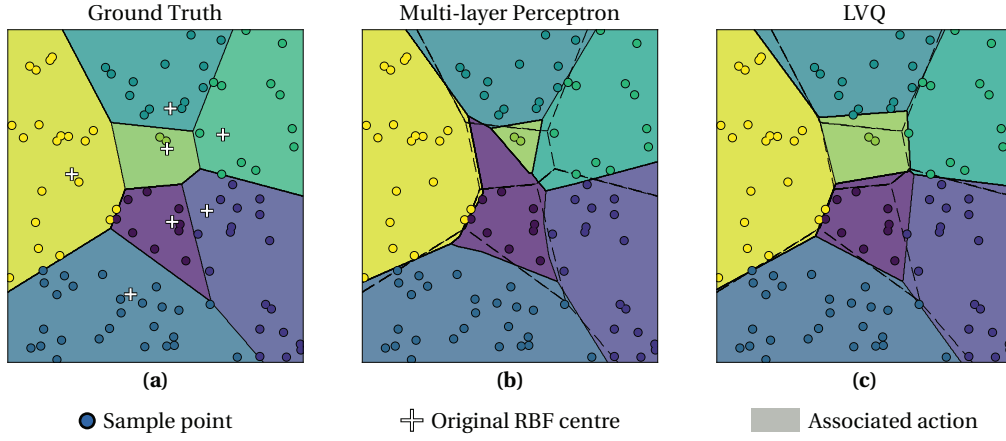 Ground Truth Multi-layer Perceptron LVQ
(a) (b) (c)
Sample point Original RBF centre Associated action